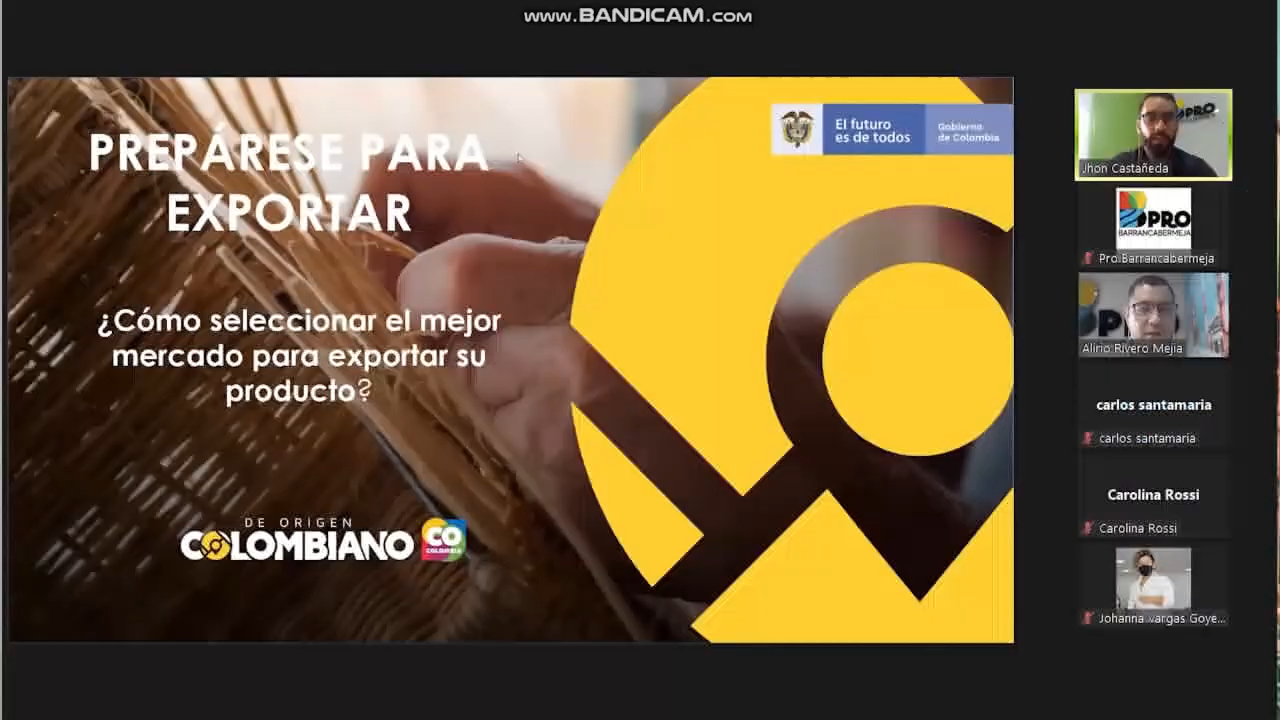 www.BANDICAM.com
PREPÁRESE PARA
EXPORTAR
¿Cómo seleccionar el mejor
mercado para exportar su
producto?
DE ORIGEN
COLOMBIANO
CO
COLOMBIA
El futuro
es de todos
Gobierno
de Colombia
PRO
Jhon Castañeda
PRO
BARRANCABERMEJA
Pro Barrancabermeja
Alirio Rivero Mejia
carlos santamaria
carlos santamaria
Carolina Rossi
Carolina Rossi
Johanna vargas Goye...